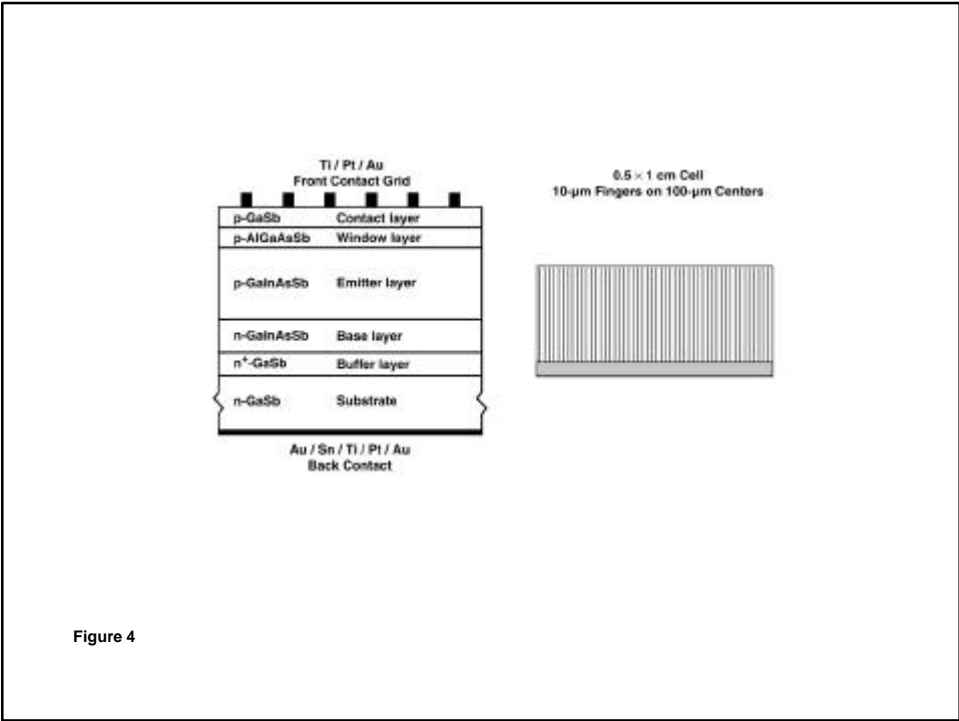 Ti / Pt / Au
Front Contact Grid
p-GaSb Contact layer
p-AlGaAsSb Window layer
p-GaInAsSb Emitter layer
n-GaInAsSb Base layer
n⁺-GaSb Buffer layer
n-GaSb Substrate
Au / Sn / Ti / Pt / Au
Back Contact
0.5 × 1 cm Cell
10-μm Fingers on 100-μm Centers
Figure 4